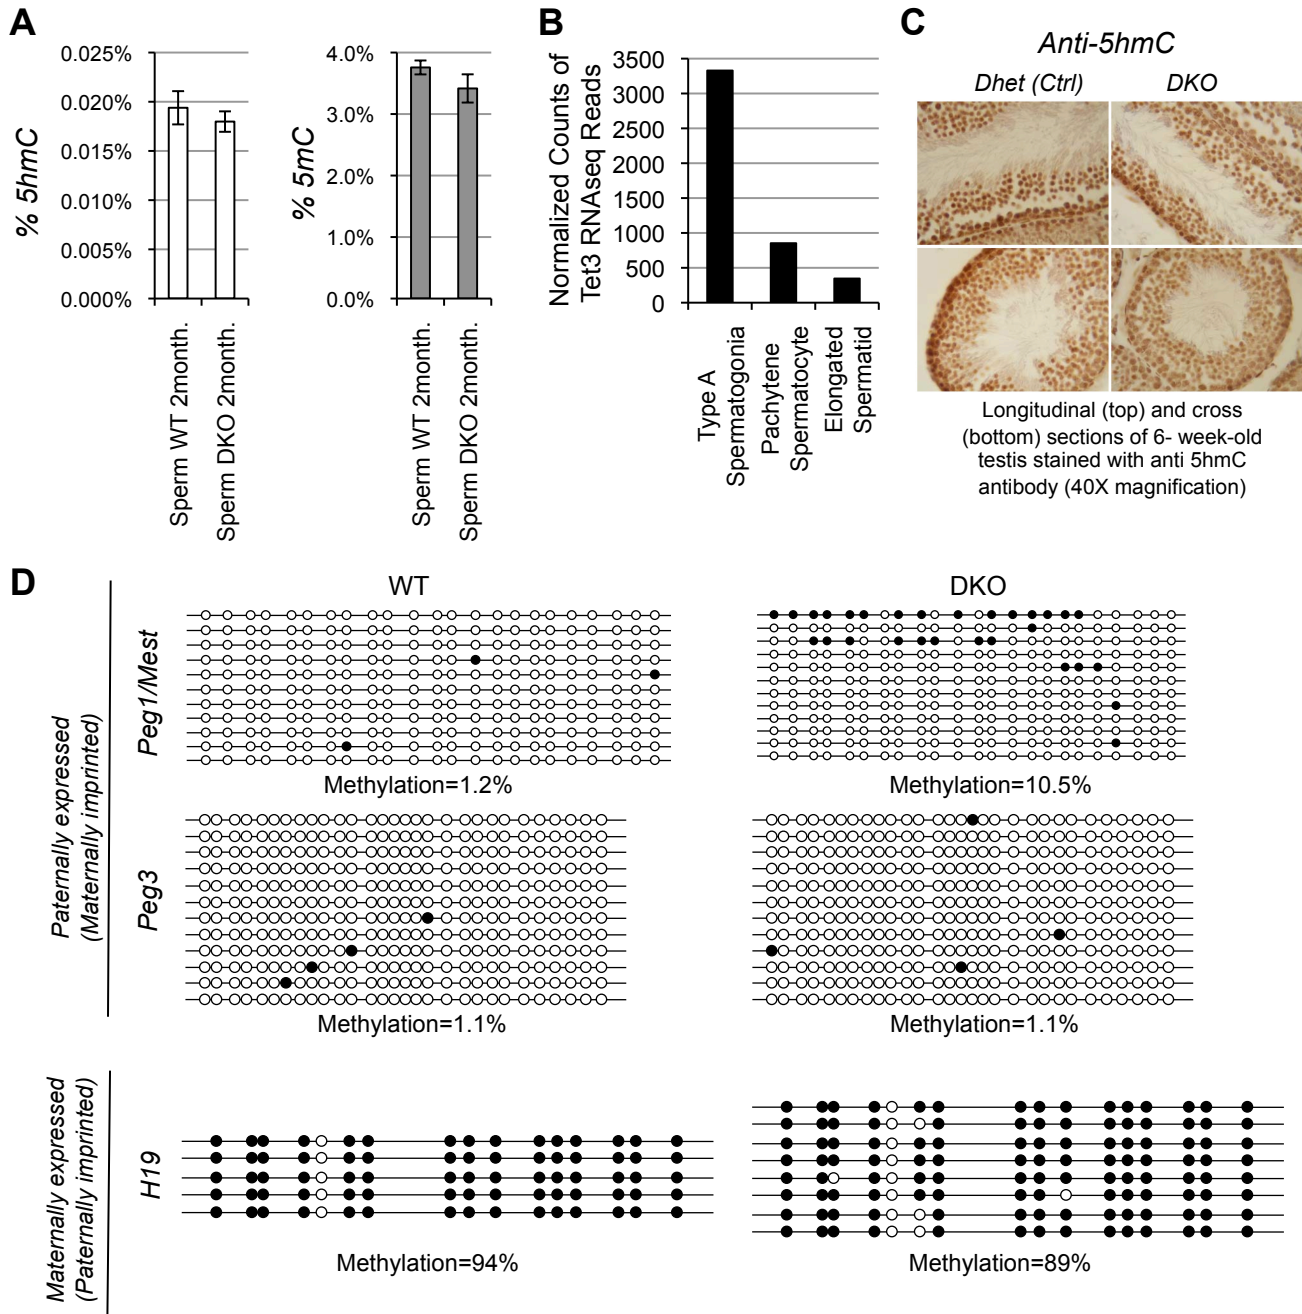 A
% 5hmC
0.025%
0.020%
0.015%
0.010%
0.005%
0.000%
Sperm WT 2month.
Sperm DKO 2month.
% 5mC
4.0%
3.0%
2.0%
1.0%
0.0%
Sperm WT 2month.
Sperm DKO 2month.
B
Normalized Counts of
Tet3 RNAseq Reads
3500
3000
2500
2000
1500
1000
500
0
Type A
Spermatogonia
Pachytene
Spermatocyte
Elongated
Spermatid
C
Anti-5hmC
Dhet (Ctrl)
DKO
Longitudinal (top) and cross
(bottom) sections of 6- week-old
testis stained with anti 5hmC
antibody (40X magnification)
D
WT
DKO
Paternally expressed
(Maternally imprinted)
Peg1/Mest
Methylation=1.2%
Methylation=10.5%
Peg3
Methylation=1.1%
Methylation=1.1%
Maternally expressed
(Paternally imprinted)
H19
Methylation=94%
Methylation=89%